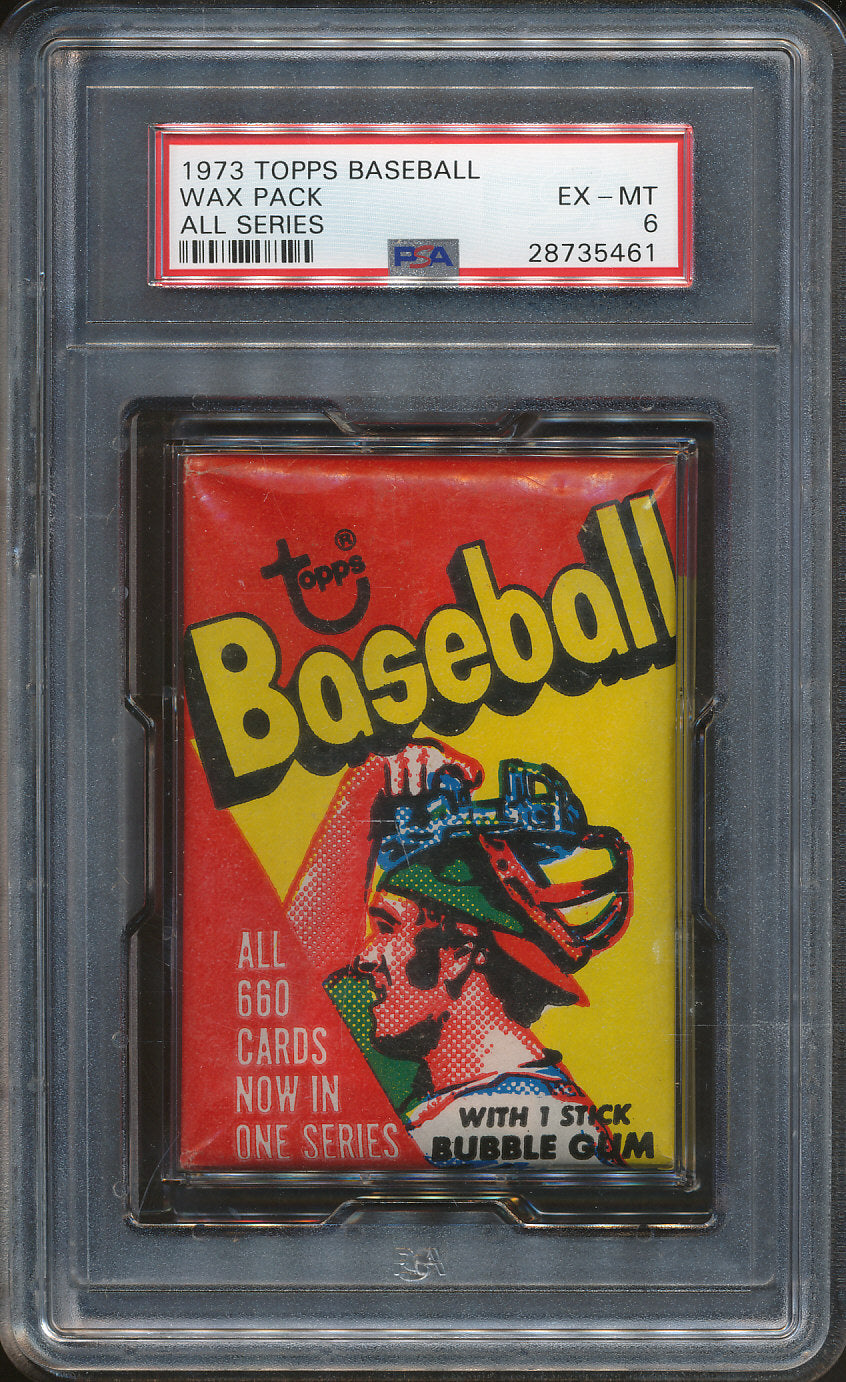 1973 TOPPS BASEBALL
WAX PACK EX – MT
ALL SERIES 6
PSA 28735461
Topps®
Baseball
ALL
660
CARDS
NOW IN
ONE SERIES
WITH 1 STICK
BUBBLE GUM
PSA